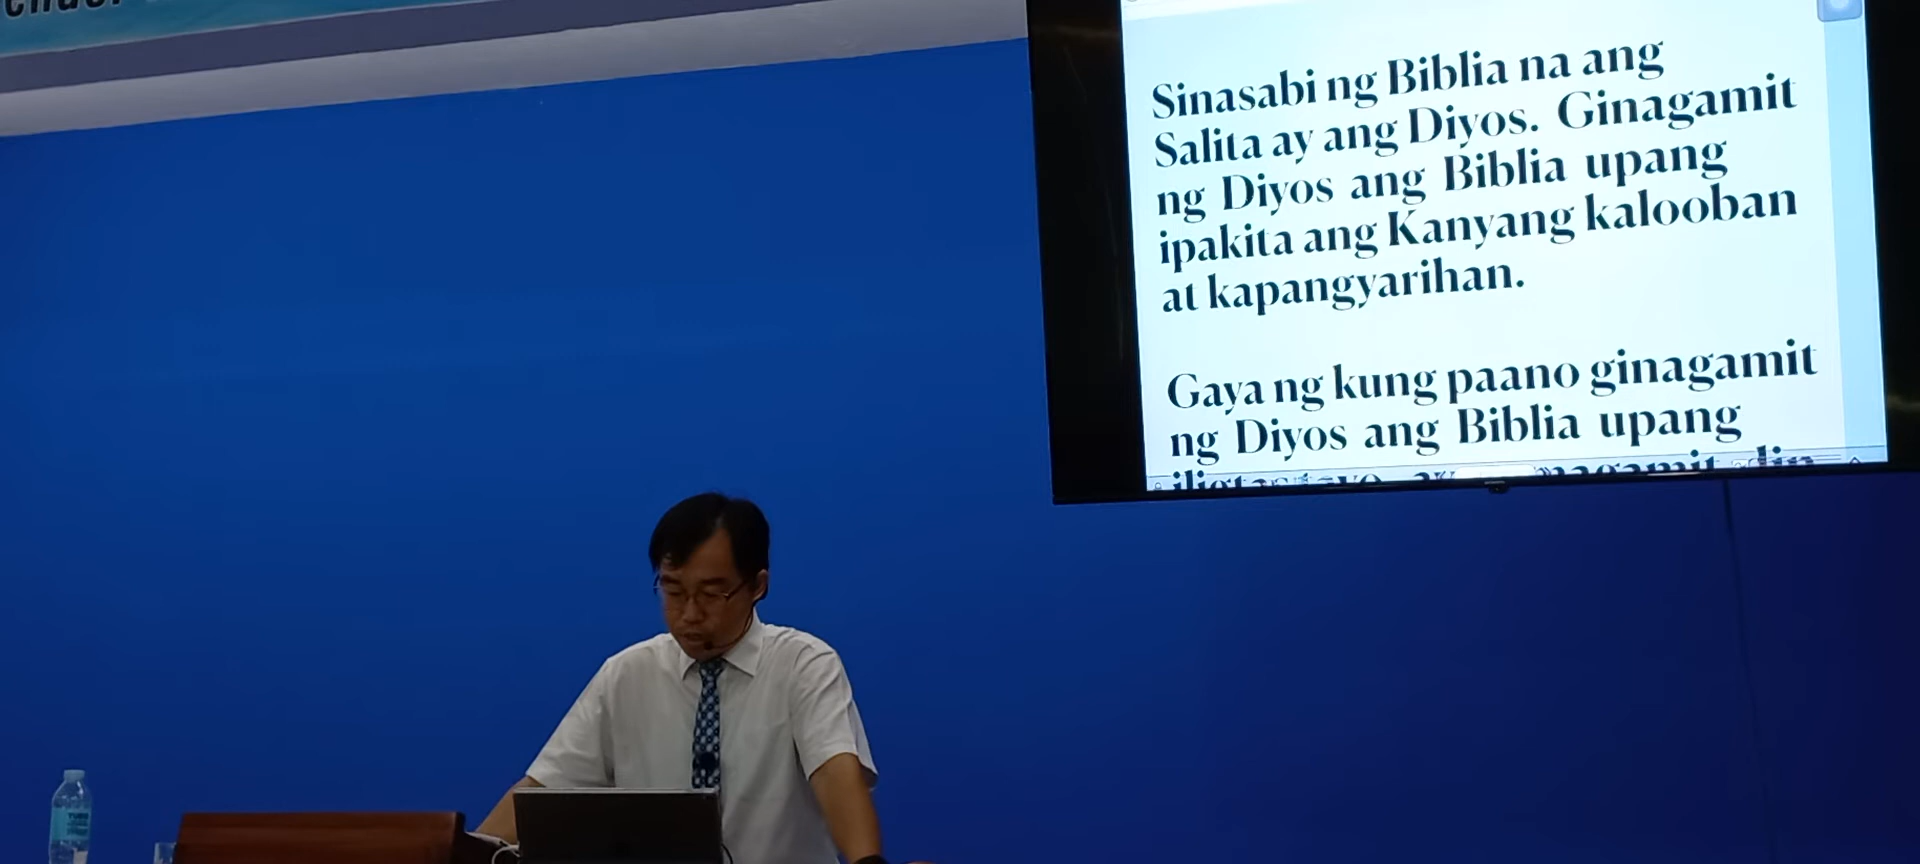 Sinasabi ng Biblia na ang
Salita ay ang Diyos. Ginagamit
ng Diyos ang Biblia upang
ipakita ang Kanyang kalooban
at kapangyarihan.
Gaya ng kung paano ginagamit
ng Diyos ang Biblia upang